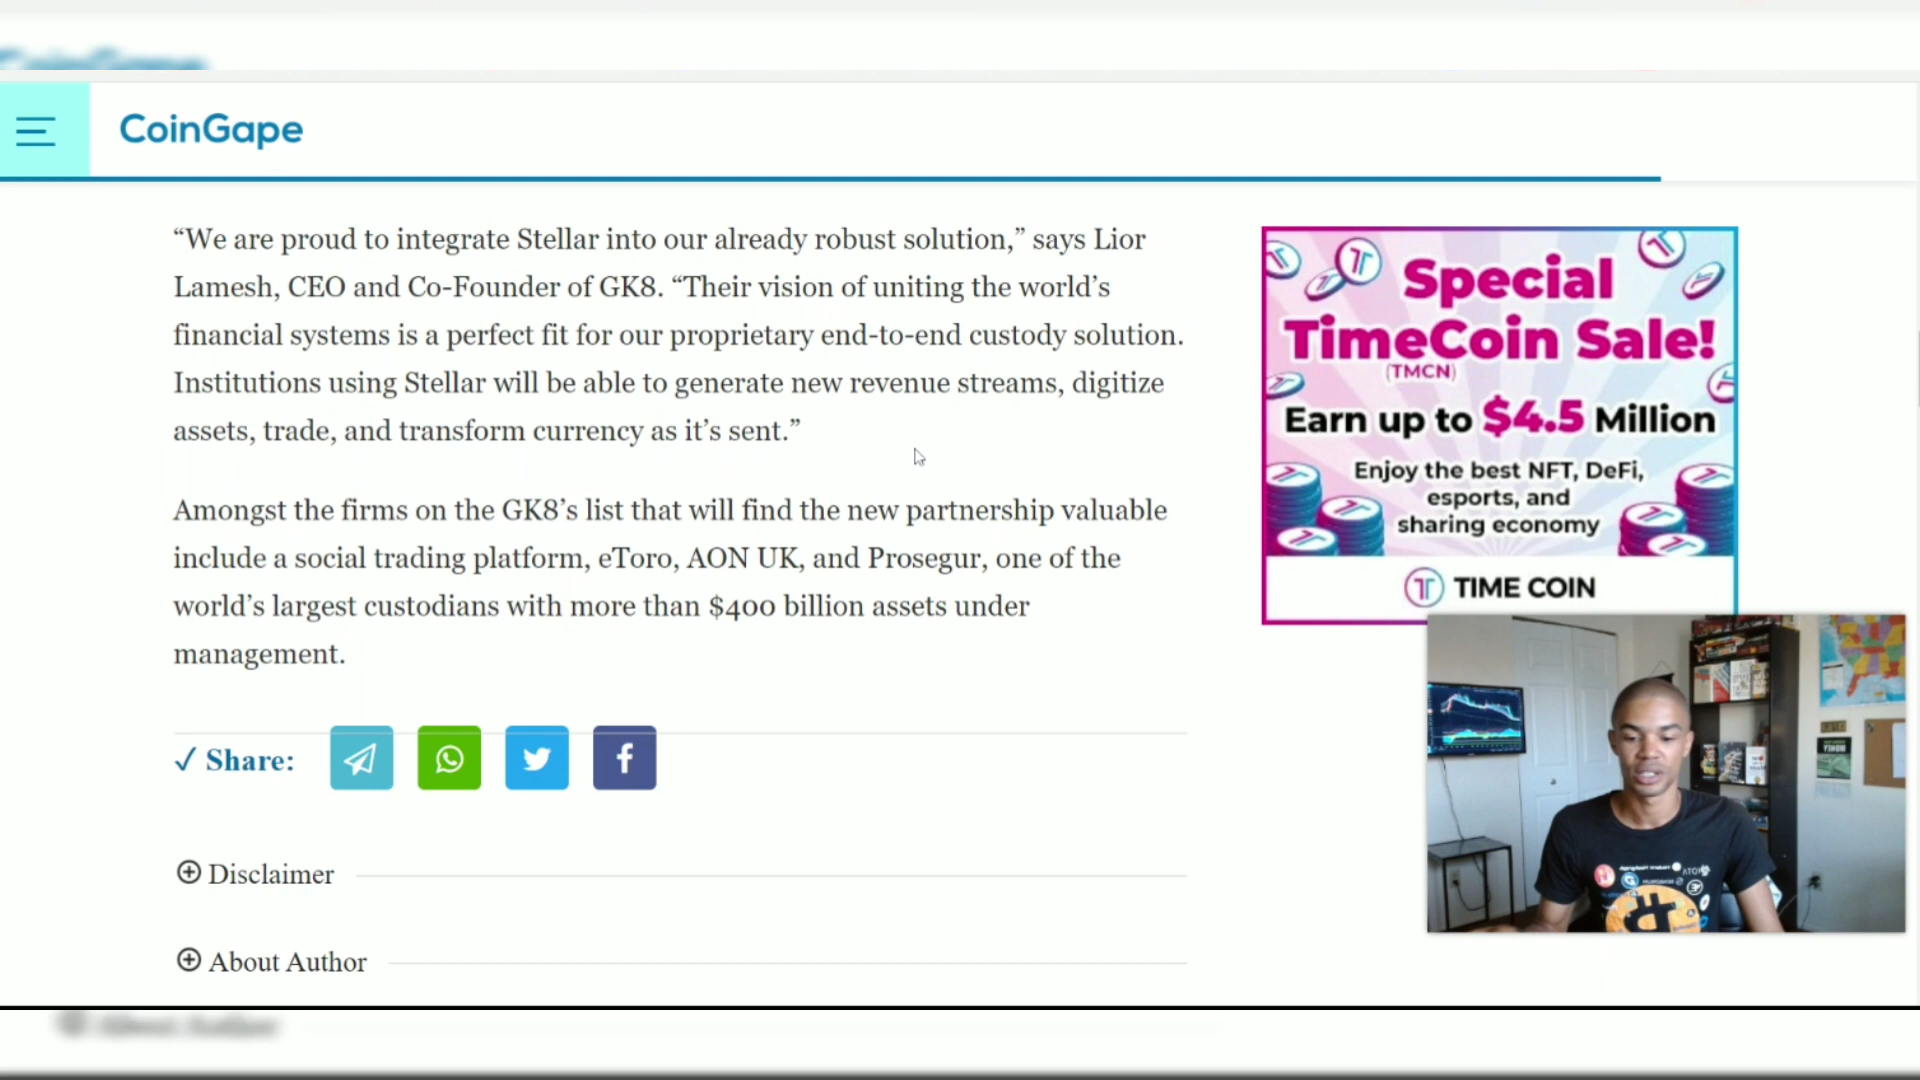 CoinGape
“We are proud to integrate Stellar into our already robust solution,” says Lior
Lamesh, CEO and Co-Founder of GK8. “Their vision of uniting the world’s
financial systems is a perfect fit for our proprietary end-to-end custody solution.
Institutions using Stellar will be able to generate new revenue streams, digitize
assets, trade, and transform currency as it’s sent.”
Amongst the firms on the GK8’s list that will find the new partnership valuable
include a social trading platform, eToro, AON UK, and Prosegur, one of the
world’s largest custodians with more than $400 billion assets under
management.
Share:
Disclaimer
About Author
Special
TimeCoin Sale!
(TMCN)
Earn up to $4.5 Million
Enjoy the best NFT, DeFi,
esports, and
sharing economy
TIME COIN